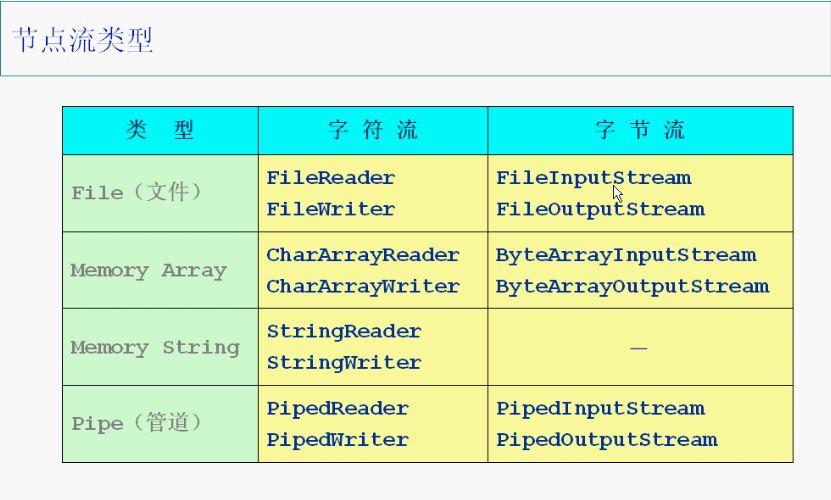 节点流类型
类 型 字 符 流 字 节 流
File（文件） FileReader FileInputStream
FileWriter FileOutputStream
Memory Array CharArrayReader ByteArrayInputStream
CharArrayWriter ByteArrayOutputStream
Memory String StringReader —
StringWriter
Pipe（管道） PipedReader PipedInputStream
PipedWriter PipedOutputStream